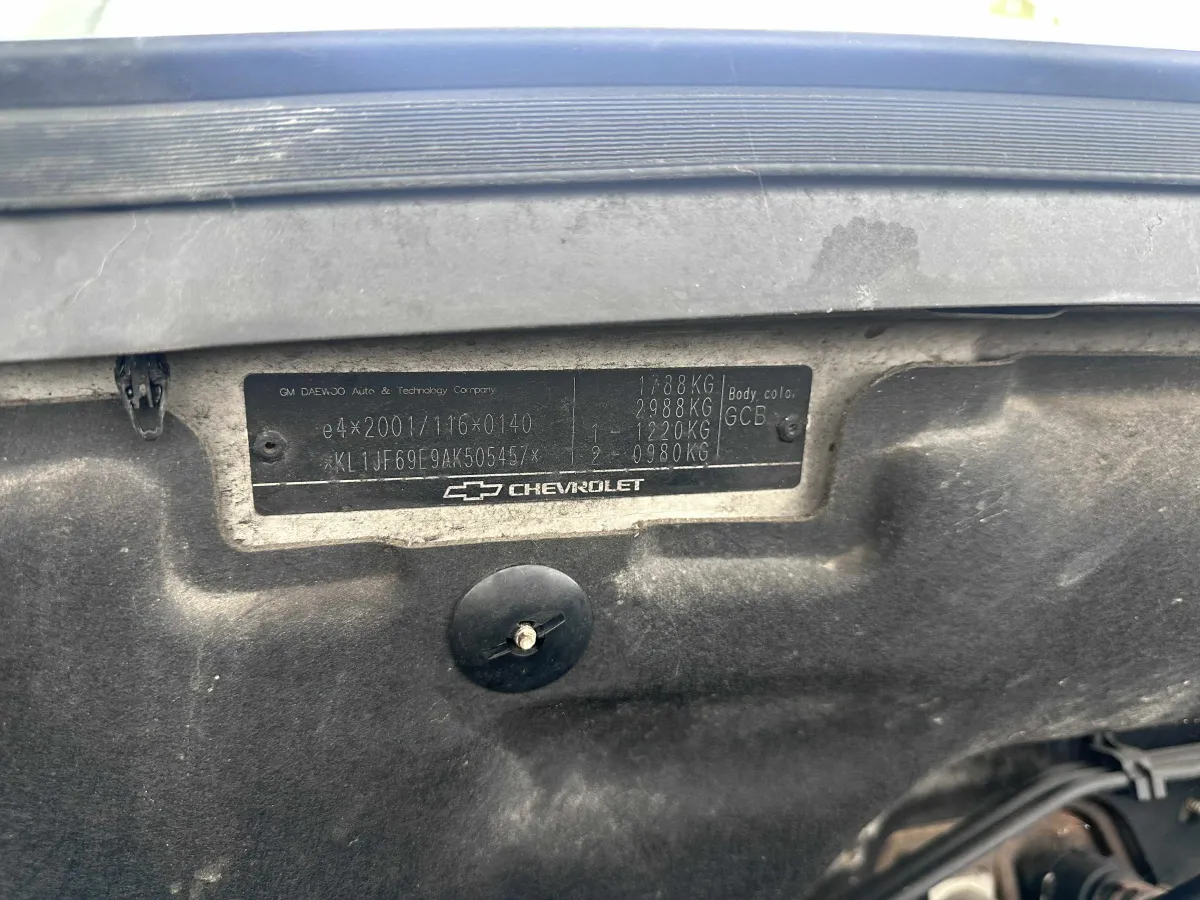 GM DAEWOO Auto & Technology Company
e4*2001/116*0140
*KL1JF69E9AK505457*
1788KG
2988KG
1 - 1220KG
2 - 0980KG
Body color
GCB
CHEVROLET